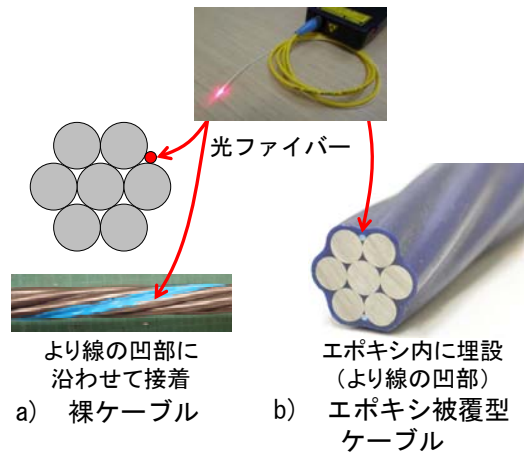 光ファイバー
より線の凹部に
沿わせて接着
a) 裸ケーブル
エポキシ内に埋設
(より線の凹部)
b) エポキシ被覆型
ケーブル